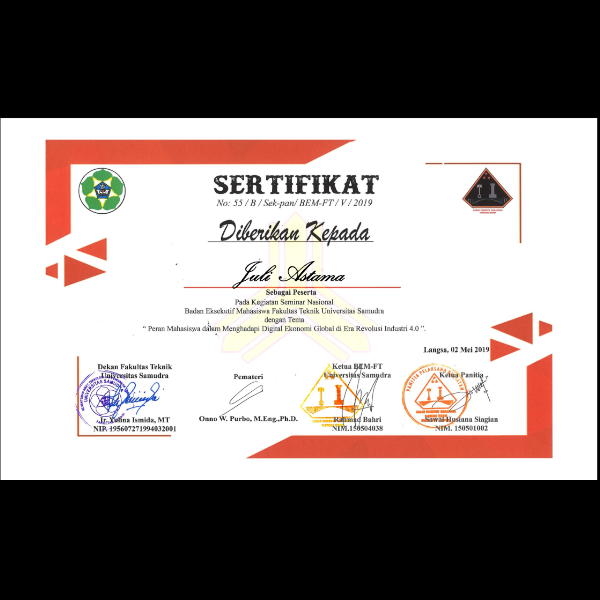 SERTIFIKAT
No: 55 / B / Sek-pan/ BEM-FT / V / 2019
Diberikan Kepada
Juli Astama
Sebagai Peserta
Pada Kegiatan Seminar Nasional
Badan Eksekutif Mahasiswa Fakultas Teknik Universitas Samudra
dengan Tema
“ Peran Mahasiswa dalam Menghadapi Digital Ekonomi Global di Era Revolusi Industri 4.0 ”.
Langsa, 02 Mei 2019
Dekan Fakultas Teknik
Universitas Samudra
Pemateri
Ketua BEM-FT
Universitas Samudra
Ketua Panitia
Ir. Yulina Ismida, MT
NIP. 195607271994032001
Onno W. Purbo, M.Eng.,Ph.D.
Rahmad Bahri
NIM.150504038
Husiana Siagian
NIM. 150501002